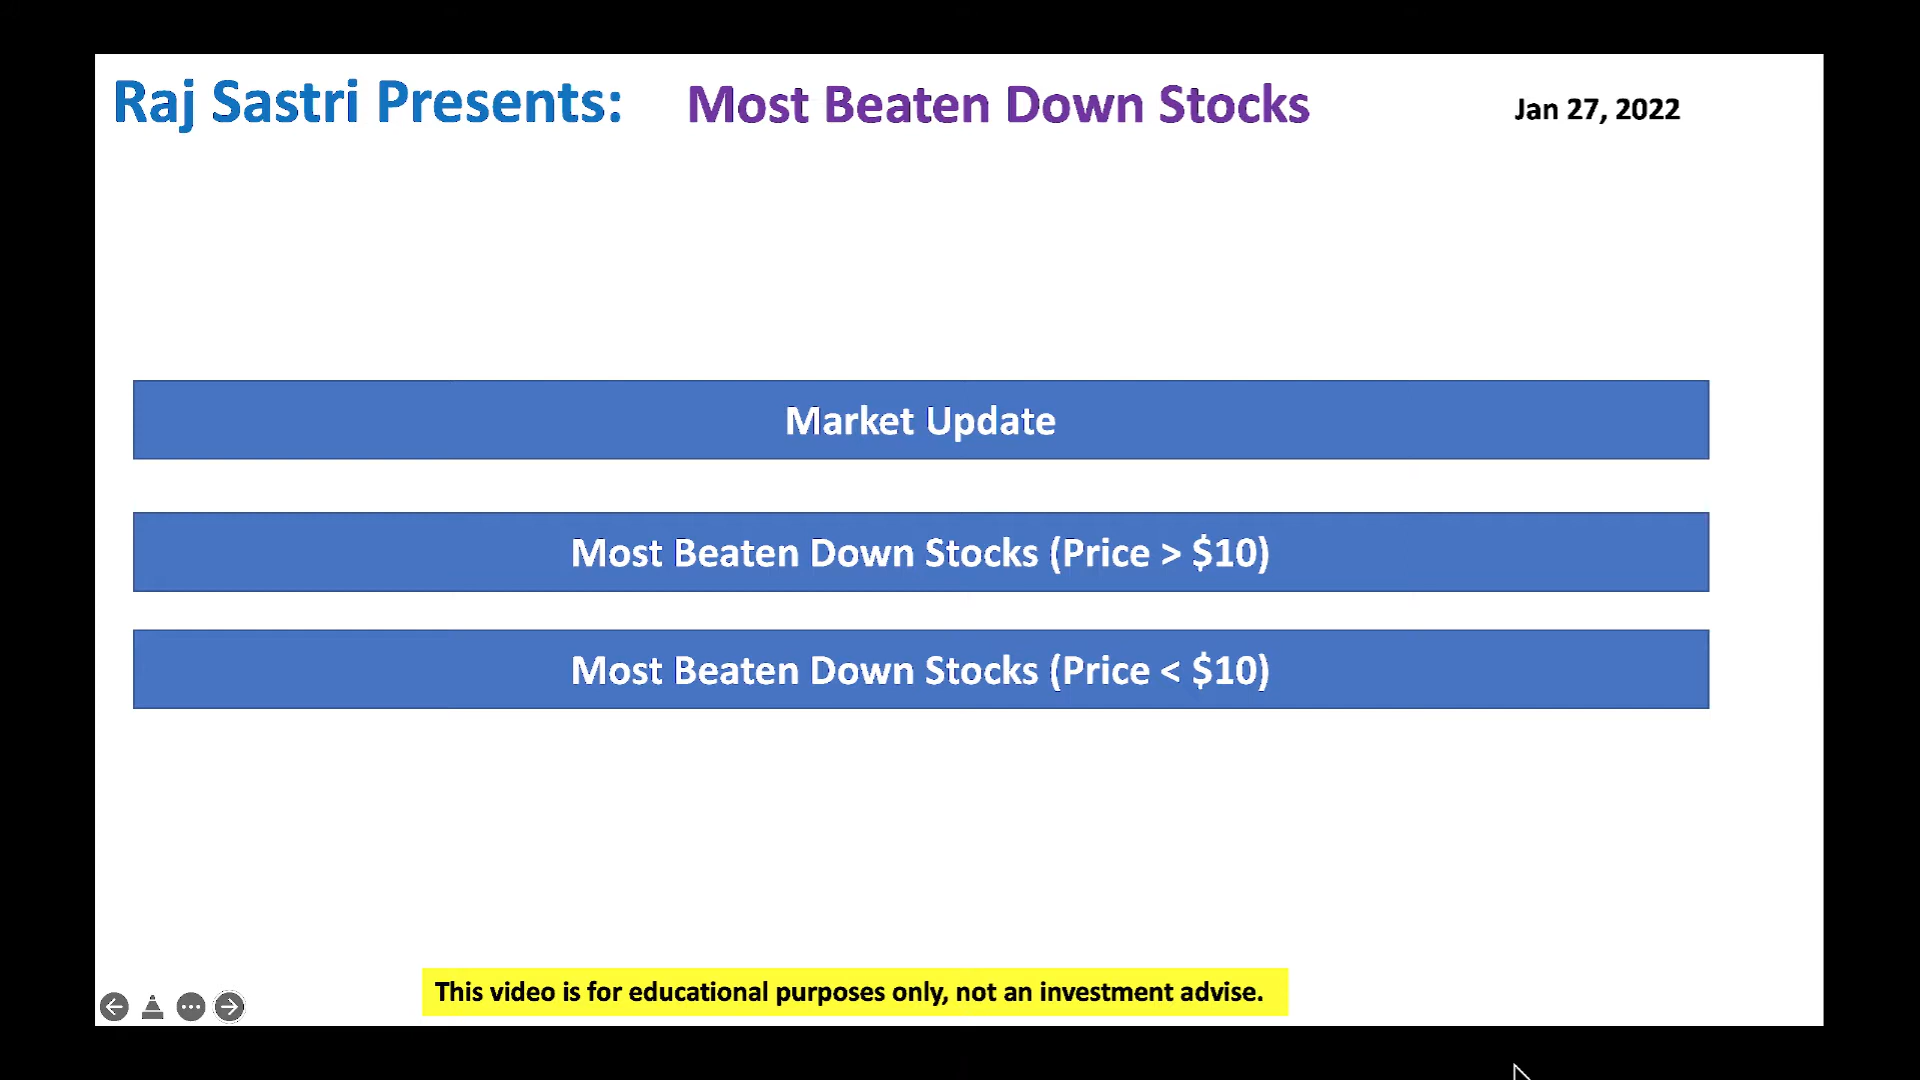 Raj Sastri Presents: Most Beaten Down Stocks Jan 27, 2022
Market Update
Most Beaten Down Stocks (Price > $10)
Most Beaten Down Stocks (Price < $10)
This video is for educational purposes only, not an investment advise.